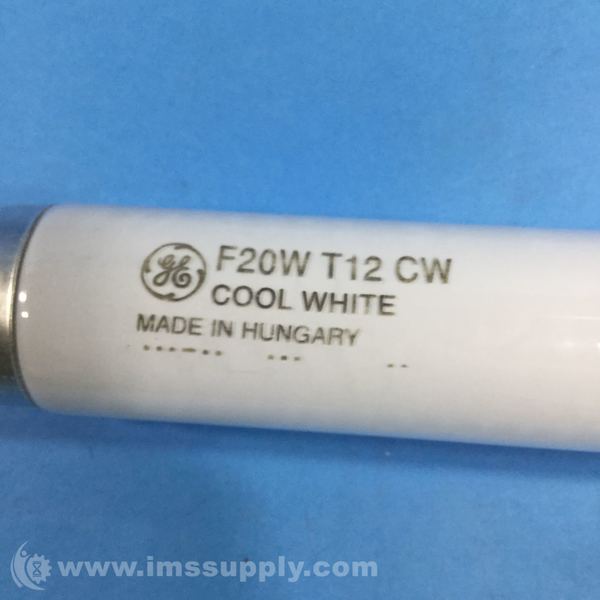 GE F20W T12 CW
COOL WHITE
MADE IN HUNGARY
www.imssupply.com